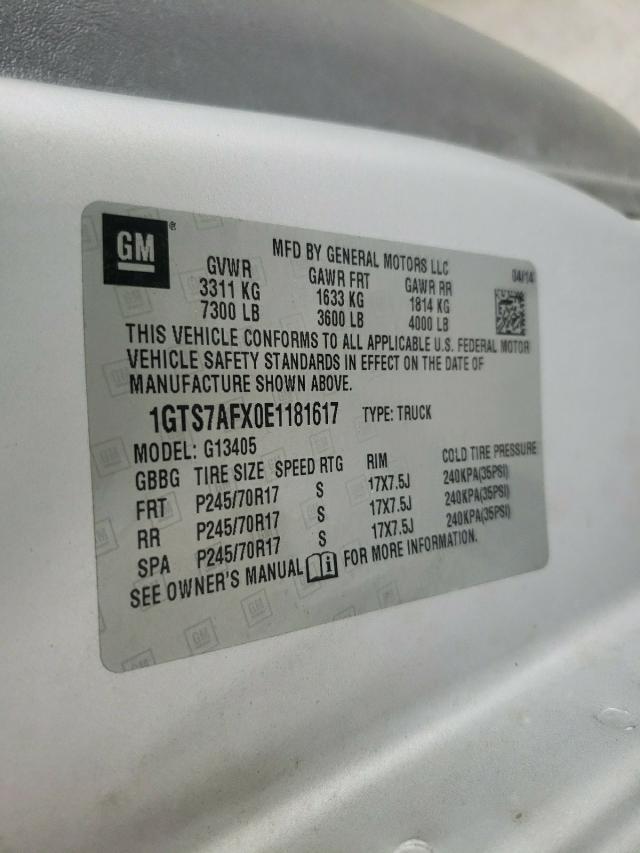 GM ®
MFD BY GENERAL MOTORS LLC 04/14
GVWR GAWR FRT GAWR RR
3311 KG 1633 KG 1814 KG
7300 LB 3600 LB 4000 LB
THIS VEHICLE CONFORMS TO ALL APPLICABLE U.S. FEDERAL MOTOR
VEHICLE SAFETY STANDARDS IN EFFECT ON THE DATE OF
MANUFACTURE SHOWN ABOVE.
1GTS7AFX0E1181617 TYPE: TRUCK
MODEL: G13405
GBBG TIRE SIZE SPEED RTG RIM COLD TIRE PRESSURE
FRT P245/70R17 S 17X7.5J 240KPA(35PSI)
RR P245/70R17 S 17X7.5J 240KPA(35PSI)
SPA P245/70R17 S 17X7.5J 240KPA(35PSI)
SEE OWNER'S MANUAL FOR MORE INFORMATION.